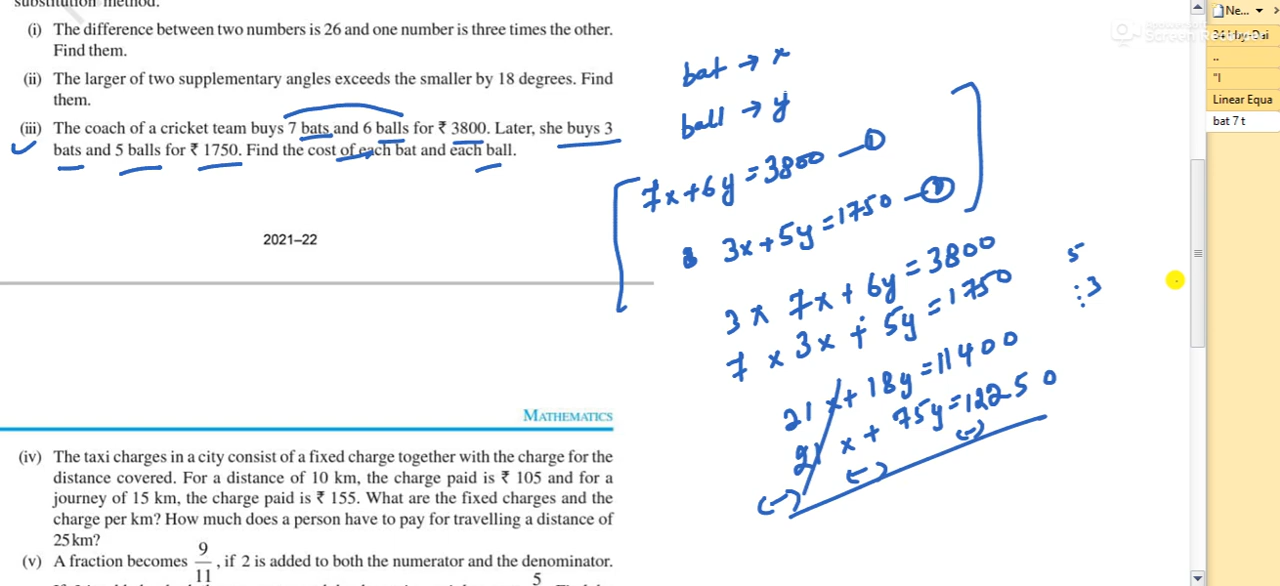 substitution method.
(i) The difference between two numbers is 26 and one number is three times the other.
Find them.
(ii) The larger of two supplementary angles exceeds the smaller by 18 degrees. Find
them.
(iii) The coach of a cricket team buys 7 bats and 6 balls for ₹ 3800. Later, she buys 3
bats and 5 balls for ₹ 1750. Find the cost of each bat and each ball.
2021–22
MATHEMATICS
(iv) The taxi charges in a city consist of a fixed charge together with the charge for the
distance covered. For a distance of 10 km, the charge paid is ₹ 105 and for a
journey of 15 km, the charge paid is ₹ 155. What are the fixed charges and the
charge per km? How much does a person have to pay for travelling a distance of
25 km?
(v) A fraction becomes 9/11, if 2 is added to both the numerator and the denominator.
5
bat → x
ball → y
7x+6y=3800 —①
3x+5y=1750 —②
3 × 7x + 6y = 3800
7 × 3x + 5y = 1750
5
:3
21x + 18y = 11400
21x + 75y = 12250
(-) (-) (-)
Ne...
..
"l
Linear Equa
bat 7 t